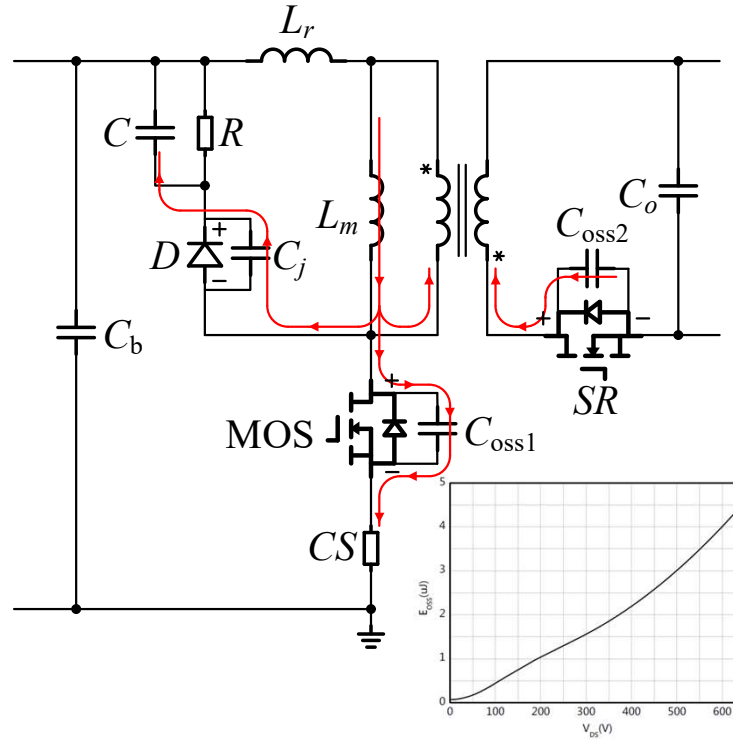 Lr
C
R
*
Lm
Co
Coss2
D
+
−
Cj
*
+
−
SR
Cb
MOS
+
−
Coss1
CS
EOSS(uJ)
5
4
3
2
1
0
0 100 200 300 400 500 600
VDS(V)